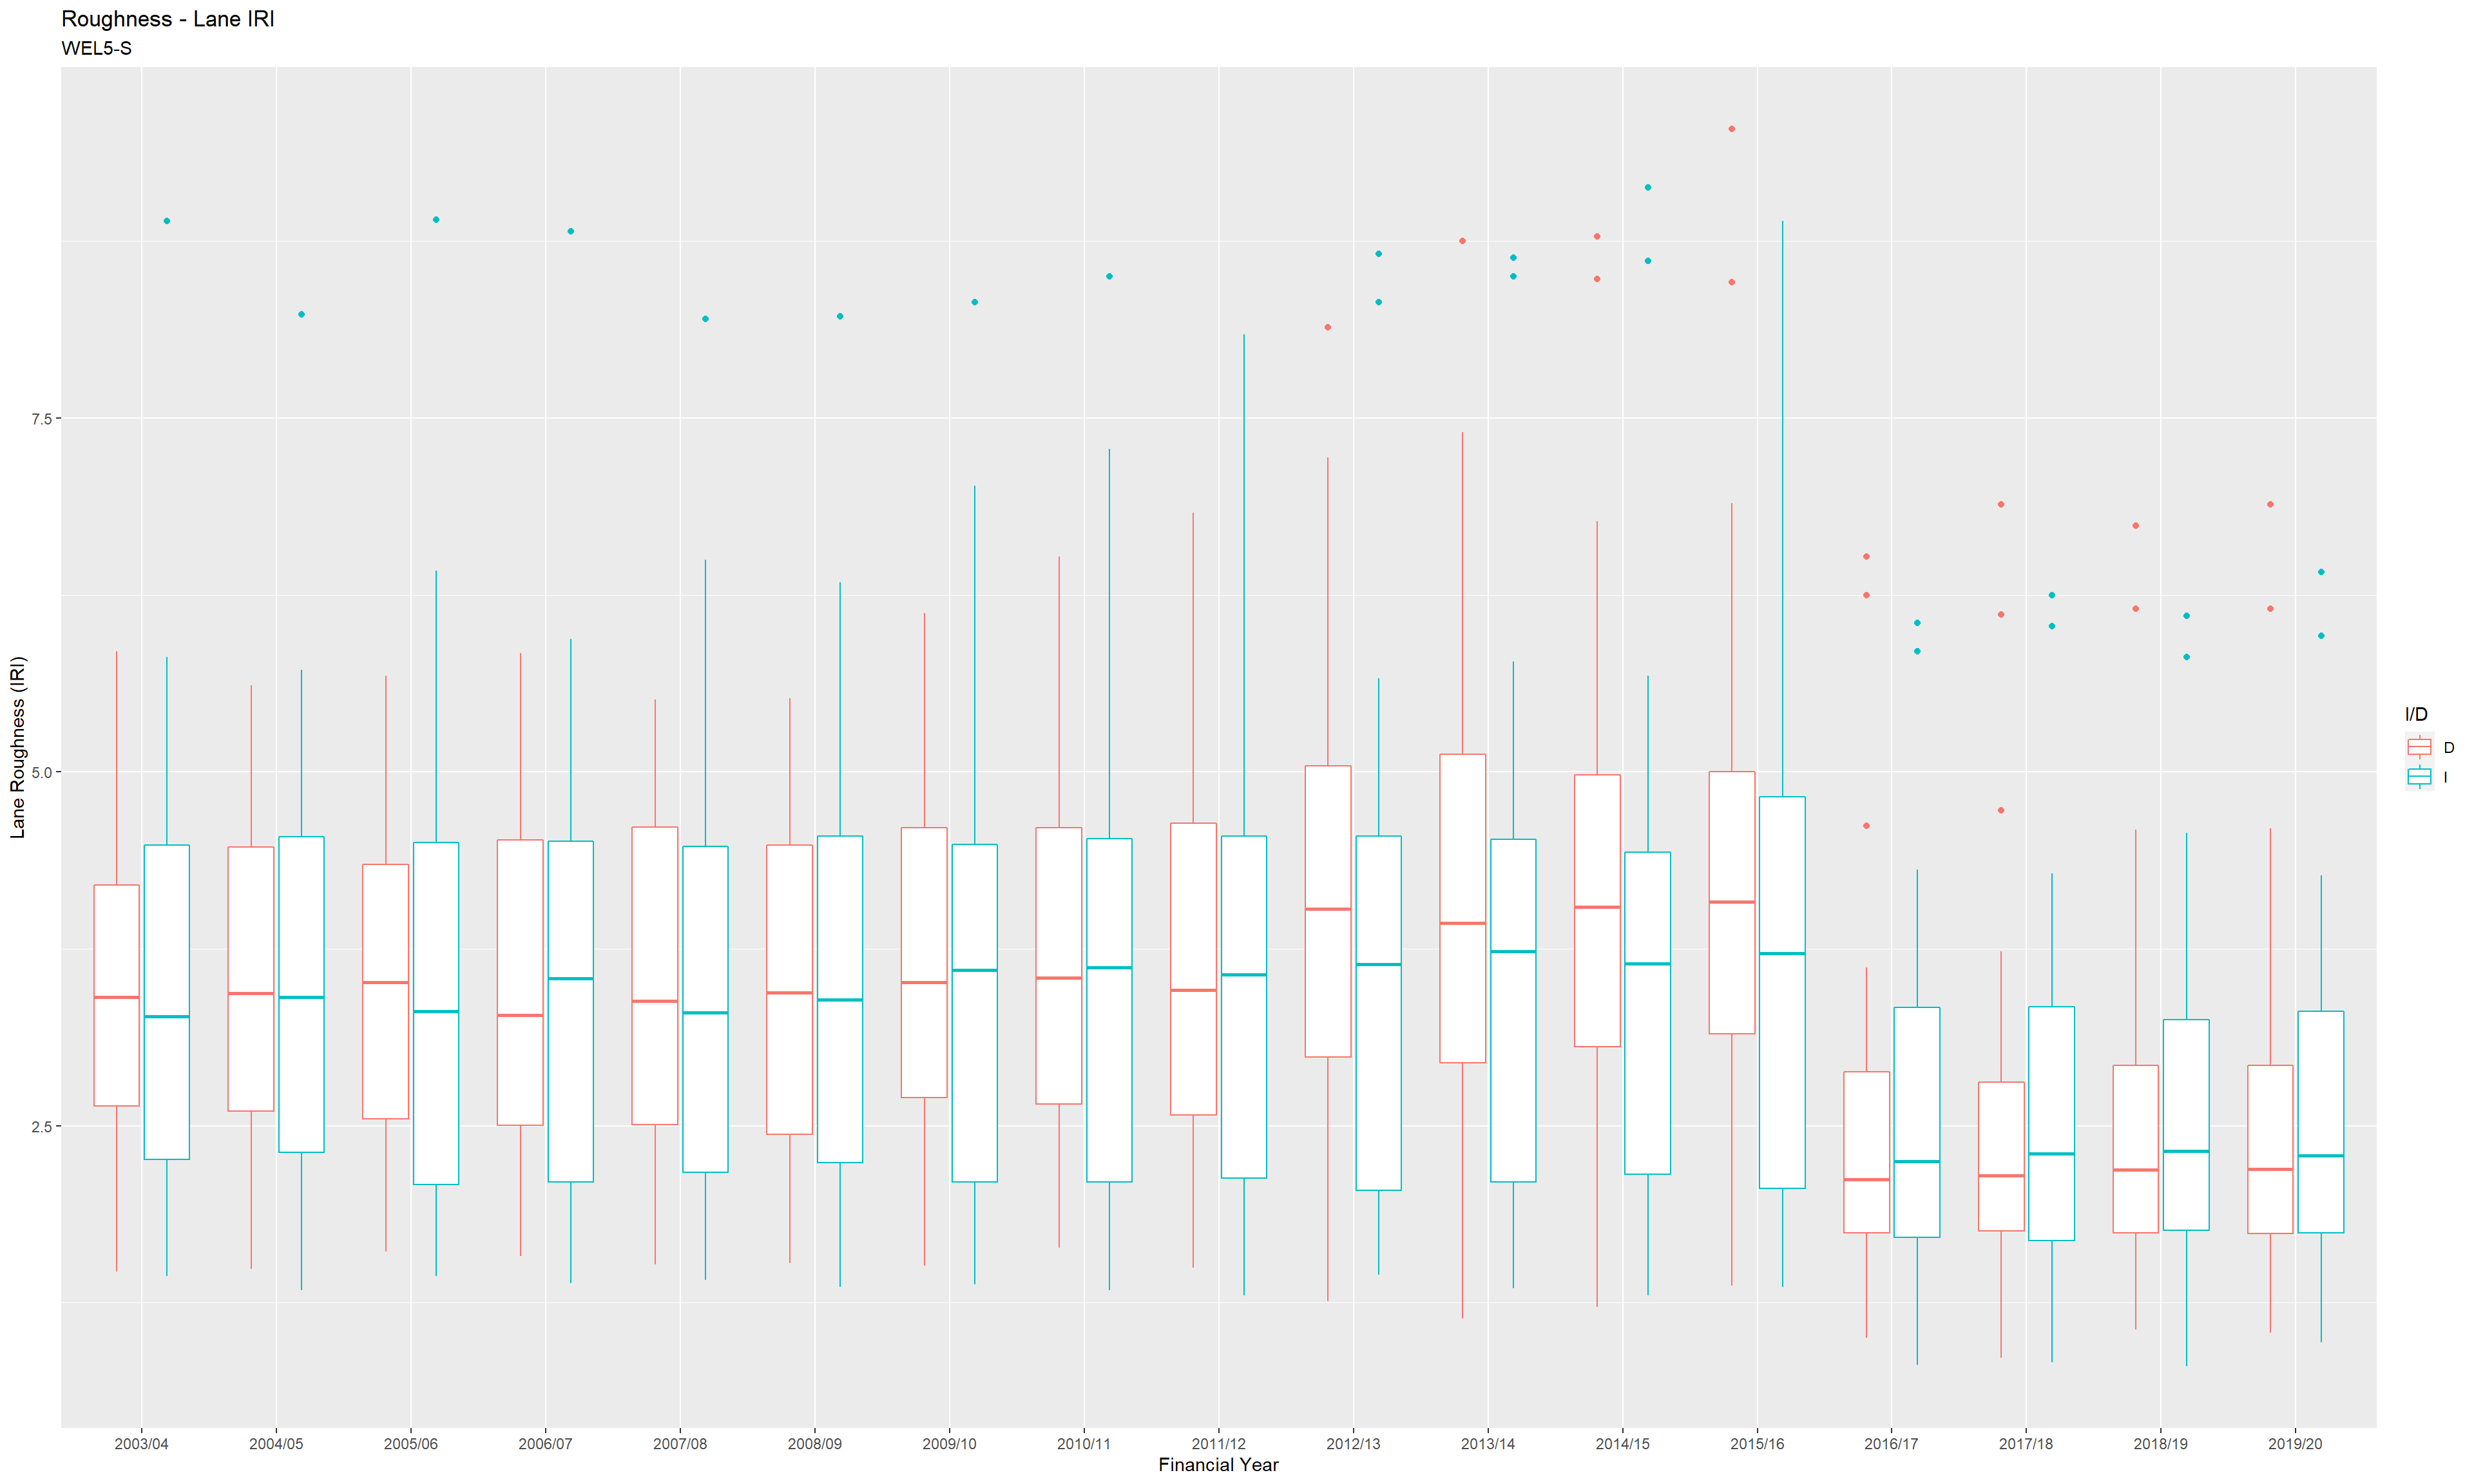 Roughness - Lane IRI
WEL5-S
Lane Roughness (IRI)
7.5
5.0
2.5
2003/04 2004/05 2005/06 2006/07 2007/08 2008/09 2009/10 2010/11 2011/12 2012/13 2013/14 2014/15 2015/16 2016/17 2017/18 2018/19 2019/20
Financial Year
I/D
D
I